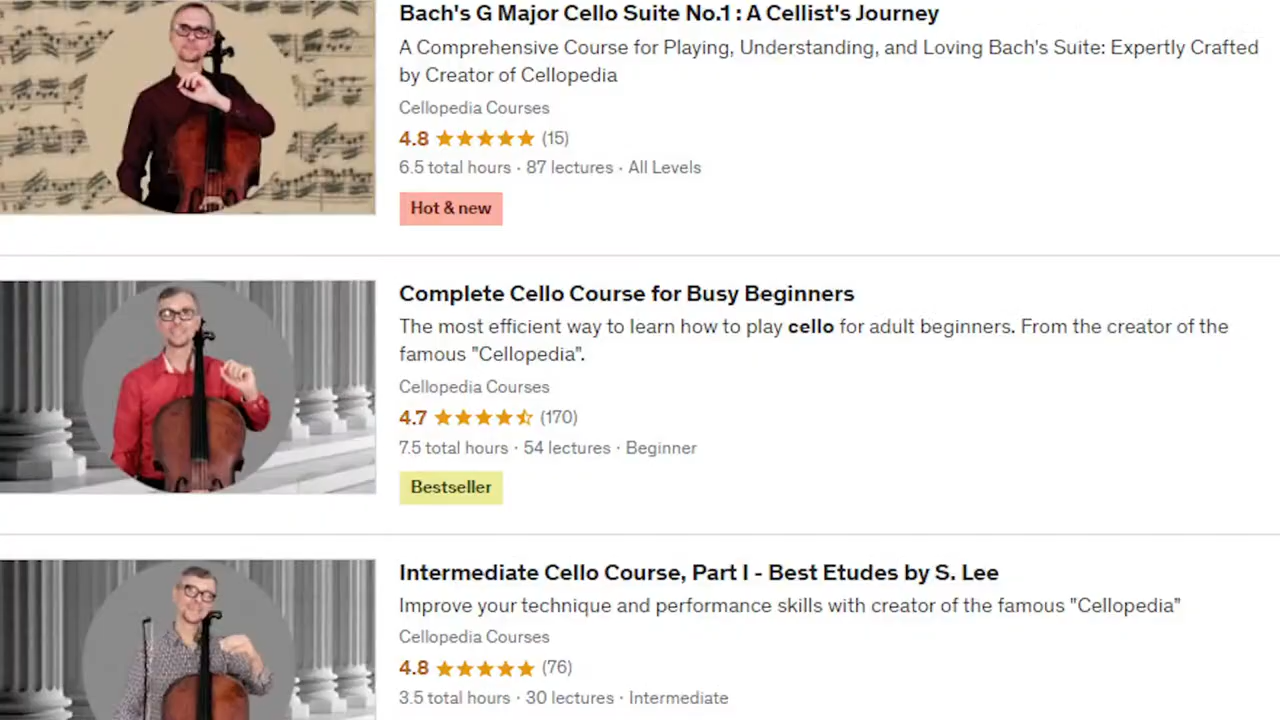 Bach's G Major Cello Suite No.1 : A Cellist's Journey
A Comprehensive Course for Playing, Understanding, and Loving Bach's Suite: Expertly Crafted
by Creator of Cellopedia
Cellopedia Courses
4.8 (15)
6.5 total hours · 87 lectures · All Levels
Hot & new
Complete Cello Course for Busy Beginners
The most efficient way to learn how to play cello for adult beginners. From the creator of the
famous "Cellopedia".
Cellopedia Courses
4.7 (170)
7.5 total hours · 54 lectures · Beginner
Bestseller
Intermediate Cello Course, Part I - Best Etudes by S. Lee
Improve your technique and performance skills with creator of the famous "Cellopedia"
Cellopedia Courses
4.8 (76)
3.5 total hours · 30 lectures · Intermediate